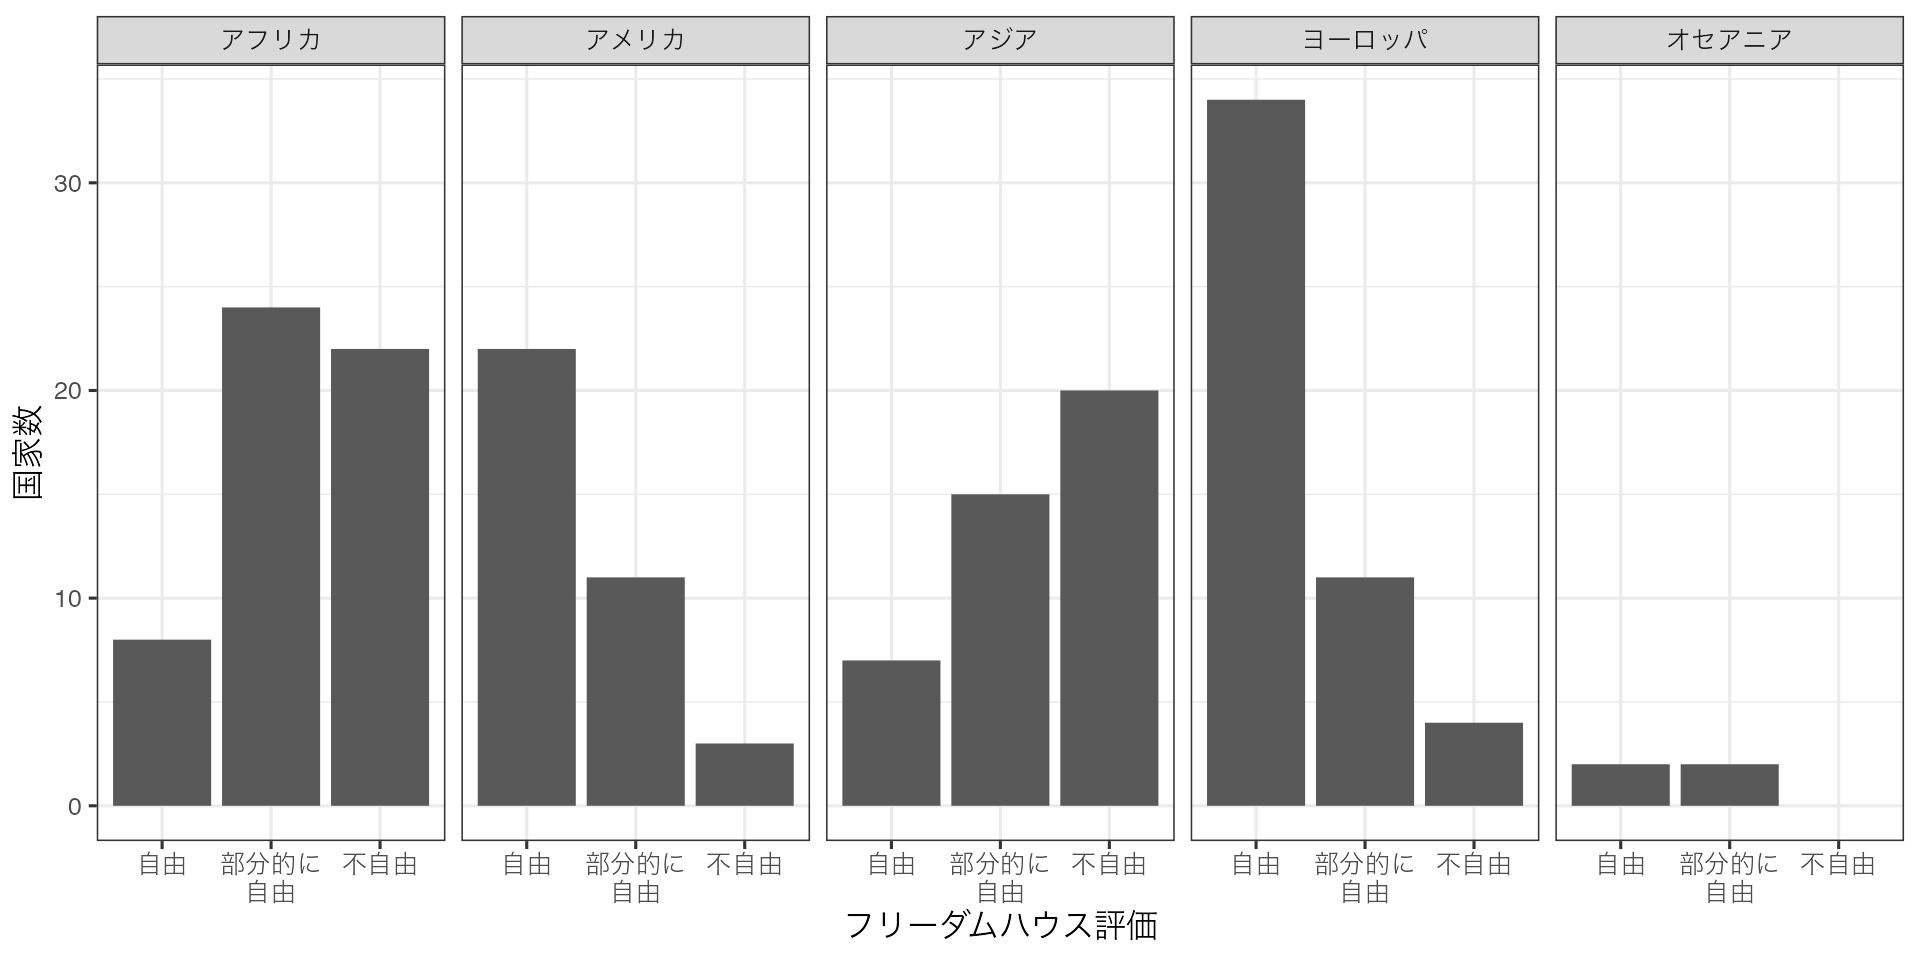 アフリカ
アメリカ
アジア
ヨーロッパ
オセアニア
国家数
30
20
10
0
自由
部分的に
自由
不自由
自由
部分的に
自由
不自由
自由
部分的に
自由
不自由
自由
部分的に
自由
不自由
自由
部分的に
自由
不自由
フリーダムハウス評価